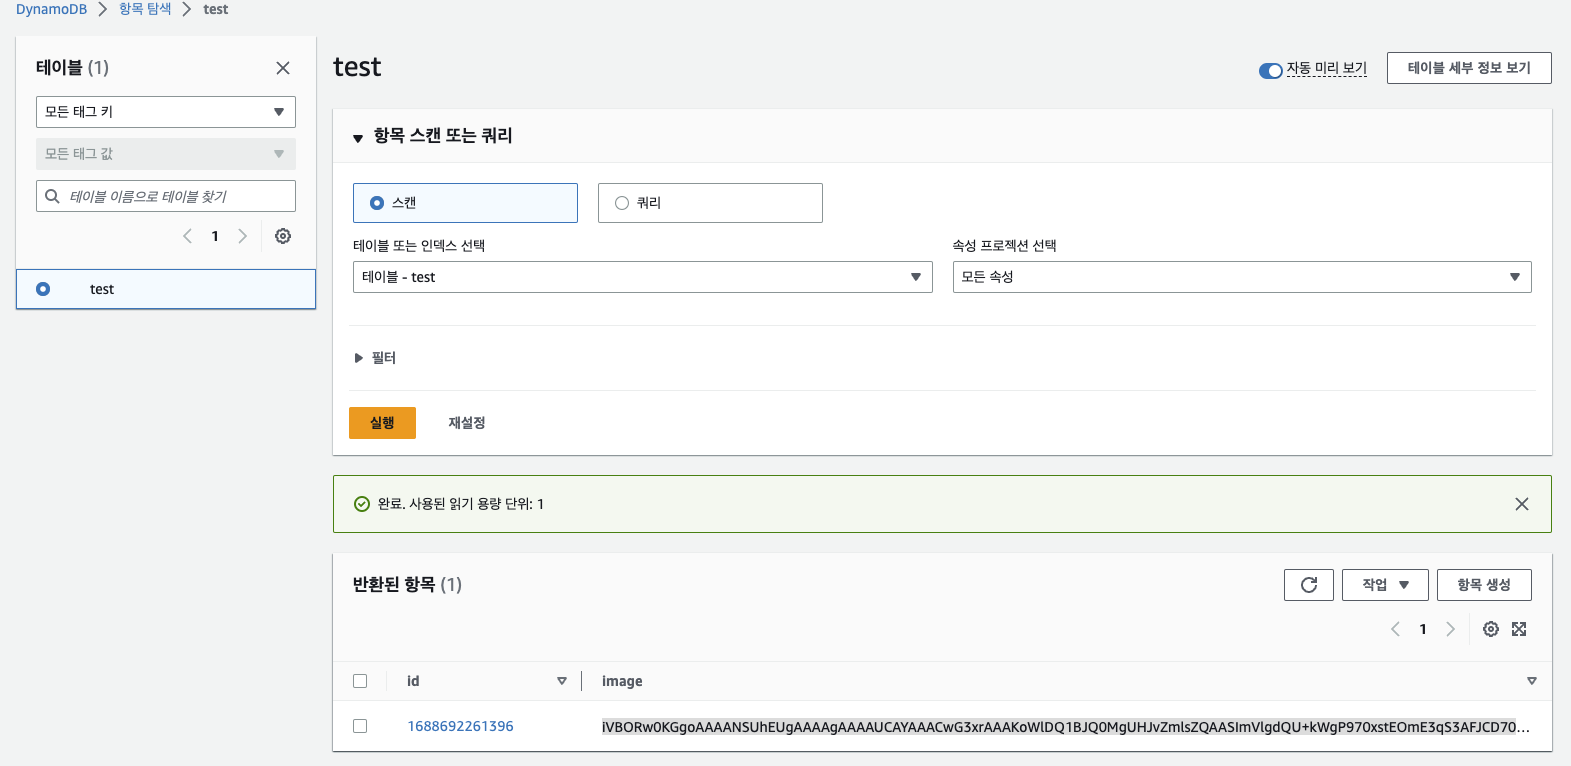 DynamoDB > 항목 탐색 > test
테이블 (1)
모든 태그 키
모든 태그 값
테이블 이름으로 테이블 찾기
1
test
test
자동 미리 보기
테이블 세부 정보 보기
항목 스캔 또는 쿼리
스캔
쿼리
테이블 또는 인덱스 선택
테이블 - test
속성 프로젝션 선택
모든 속성
필터
실행
재설정
완료. 사용된 읽기 용량 단위: 1
반환된 항목 (1)
작업
항목 생성
1
id
image
1688692261396
iVBORw0KGgoAAAANSUhEUgAAAAgAAAAUCAYAAACwG3xrAAAKoWlDQ1BJQ0MgUHJvZmlsZQAASImVlgdQU+kWgP970xstEOmE3qS3AFJCD70...